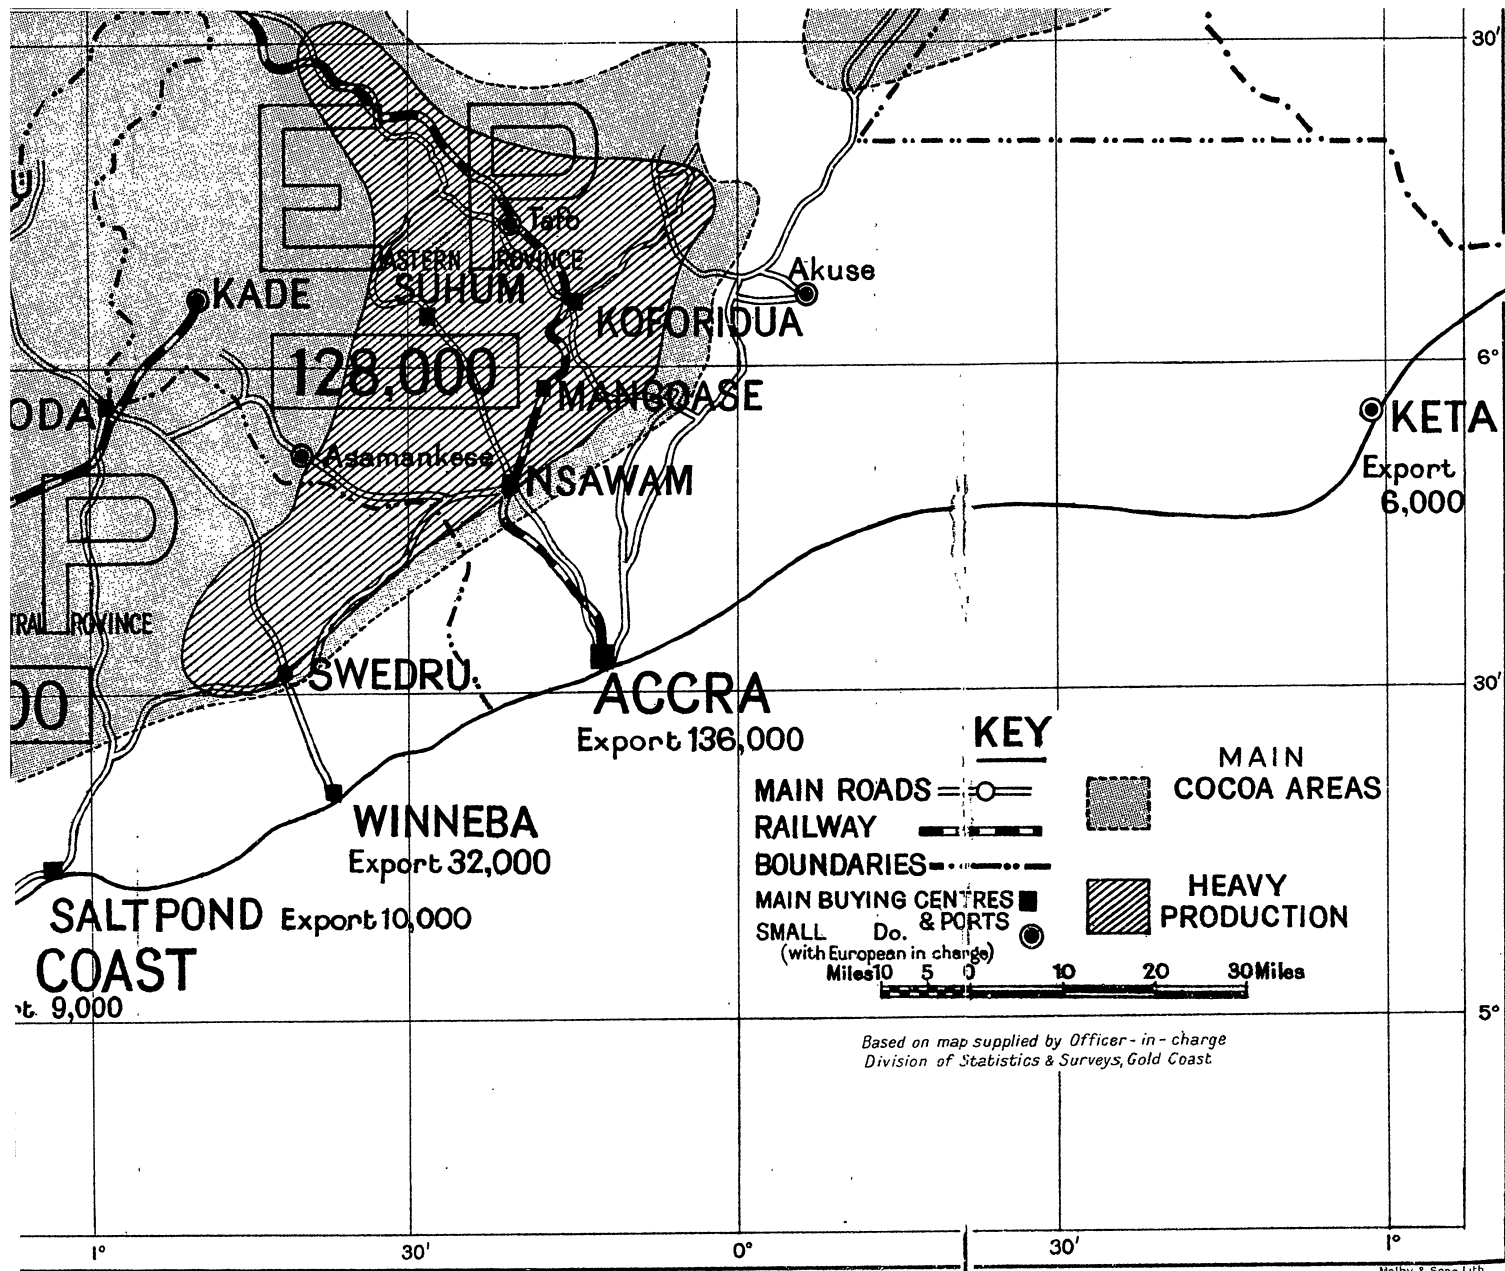 30'
E P
U
Tafo
EASTERN PROVINCE
Akuse
KADE
SUHUM
KOFORIDUA
128,000
6°
MANGOASE
ODA
KETA
Asamankese
Export
6,000
NSAWAM
P
TRAL PROVINCE
SWEDRU
30'
00
ACCRA
Export 136,000
KEY
MAIN ROADS
RAILWAY
BOUNDARIES
MAIN BUYING CENTRES
& PORTS
SMALL Do.
(with European in charge)
Miles 10 5 0 10 20 30 Miles
MAIN
COCOA AREAS
HEAVY
PRODUCTION
WINNEBA
Export 32,000
SALTPOND Export 10,000
COAST
t. 9,000
5°
Based on map supplied by Officer-in-charge
Division of Statistics & Surveys, Gold Coast
1° 30' 0° 30' 1°